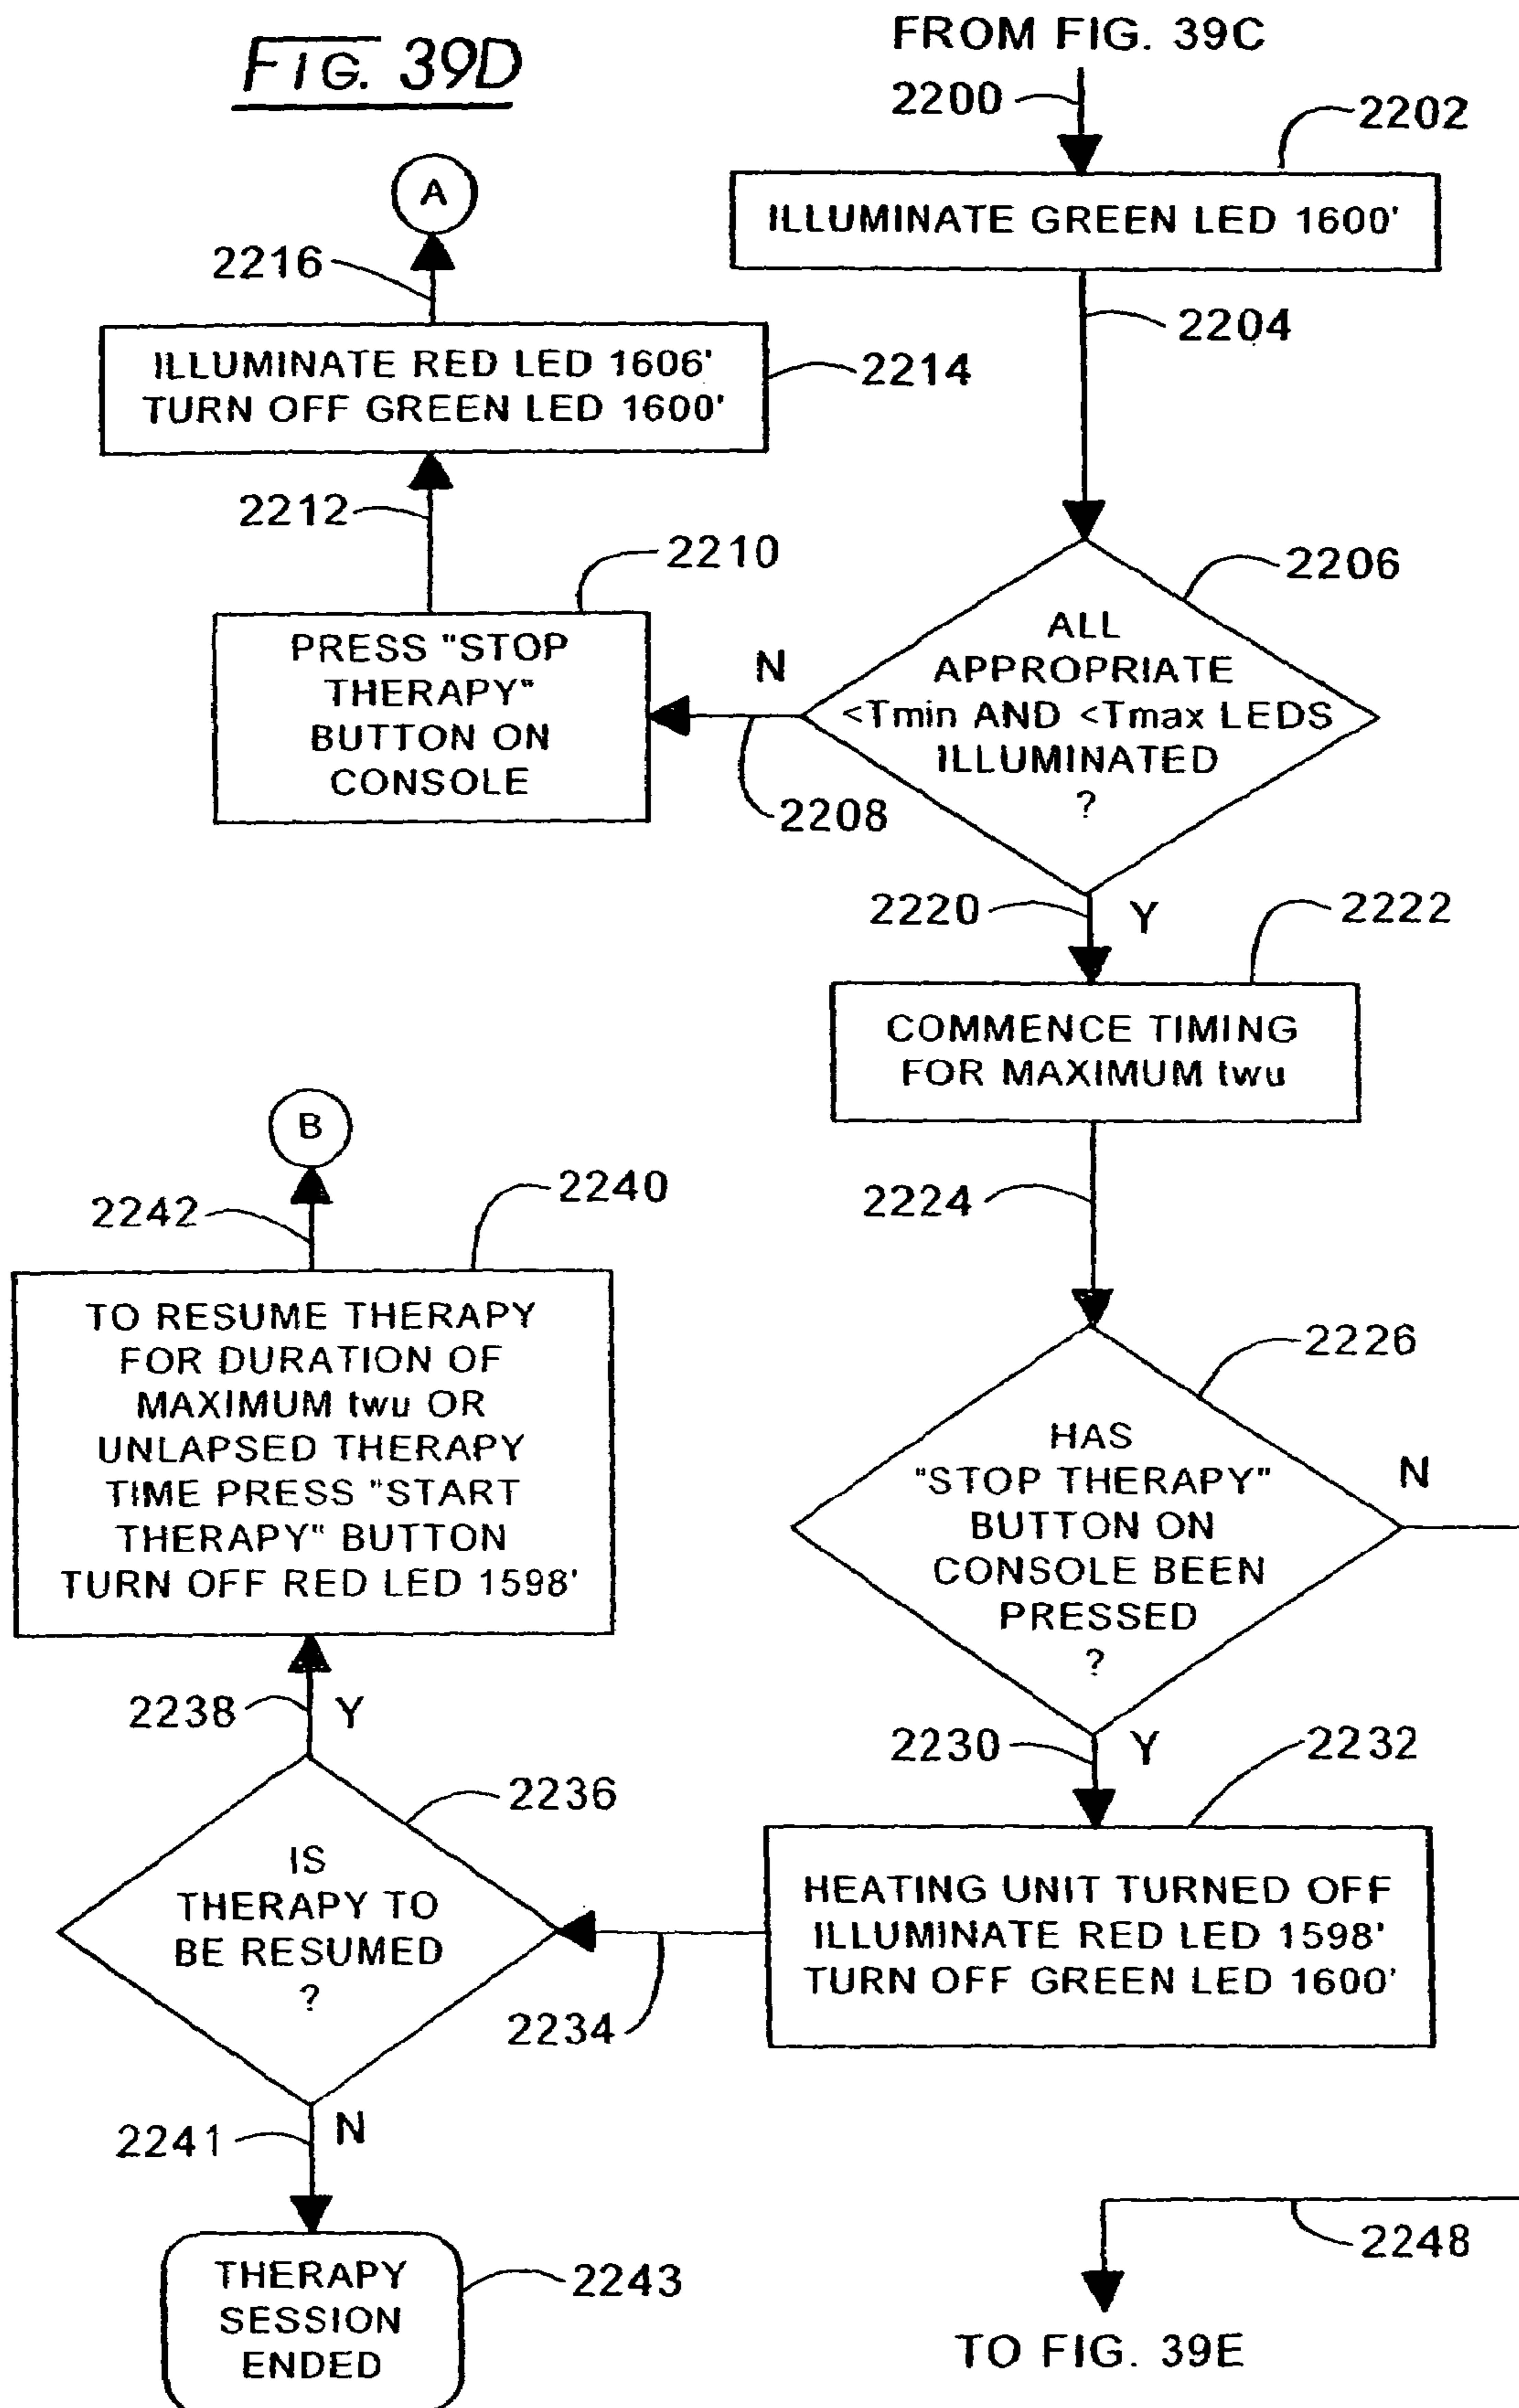 FIG. 39D
FROM FIG. 39C
2200
2202
ILLUMINATE GREEN LED 1600'
2204
A
2216
ILLUMINATE RED LED 1606'
TURN OFF GREEN LED 1600'
2214
2212
2210
PRESS "STOP
THERAPY"
BUTTON ON
CONSOLE
N
2208
2206
ALL
APPROPRIATE
<Tmin AND <Tmax LEDS
ILLUMINATED
?
2220
Y
2222
COMMENCE TIMING
FOR MAXIMUM twu
2224
2226
HAS
"STOP THERAPY"
BUTTON ON
CONSOLE BEEN
PRESSED
?
N
2230
Y
2232
HEATING UNIT TURNED OFF
ILLUMINATE RED LED 1598'
TURN OFF GREEN LED 1600'
2234
B
2242
2240
TO RESUME THERAPY
FOR DURATION OF
MAXIMUM twu OR
UNLAPSED THERAPY
TIME PRESS "START
THERAPY" BUTTON
TURN OFF RED LED 1598'
2238
Y
2236
IS
THERAPY TO
BE RESUMED
?
2241
N
THERAPY
SESSION
ENDED
2243
2248
TO FIG. 39E